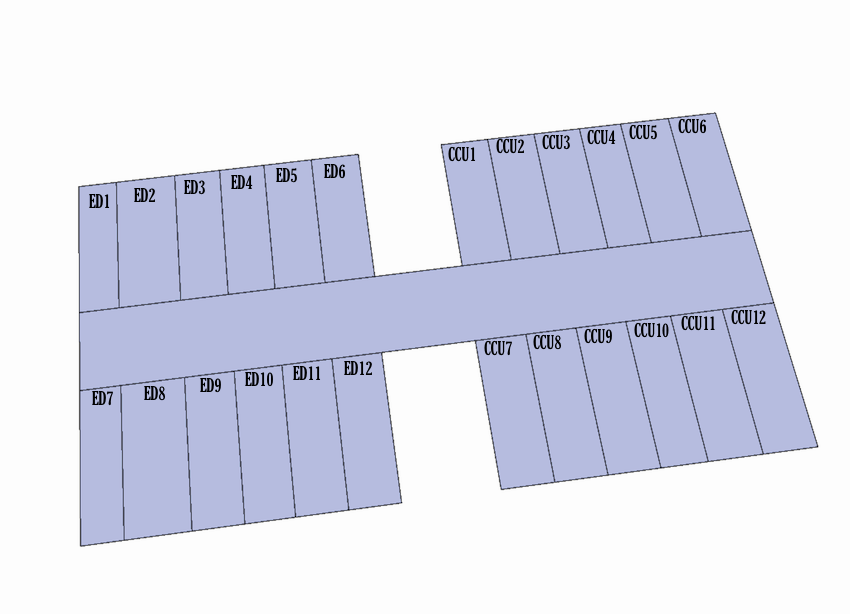 ED1 ED2 ED3 ED4 ED5 ED6
CCU1 CCU2 CCU3 CCU4 CCU5 CCU6
ED7 ED8 ED9 ED10 ED11 ED12
CCU7 CCU8 CCU9 CCU10 CCU11 CCU12